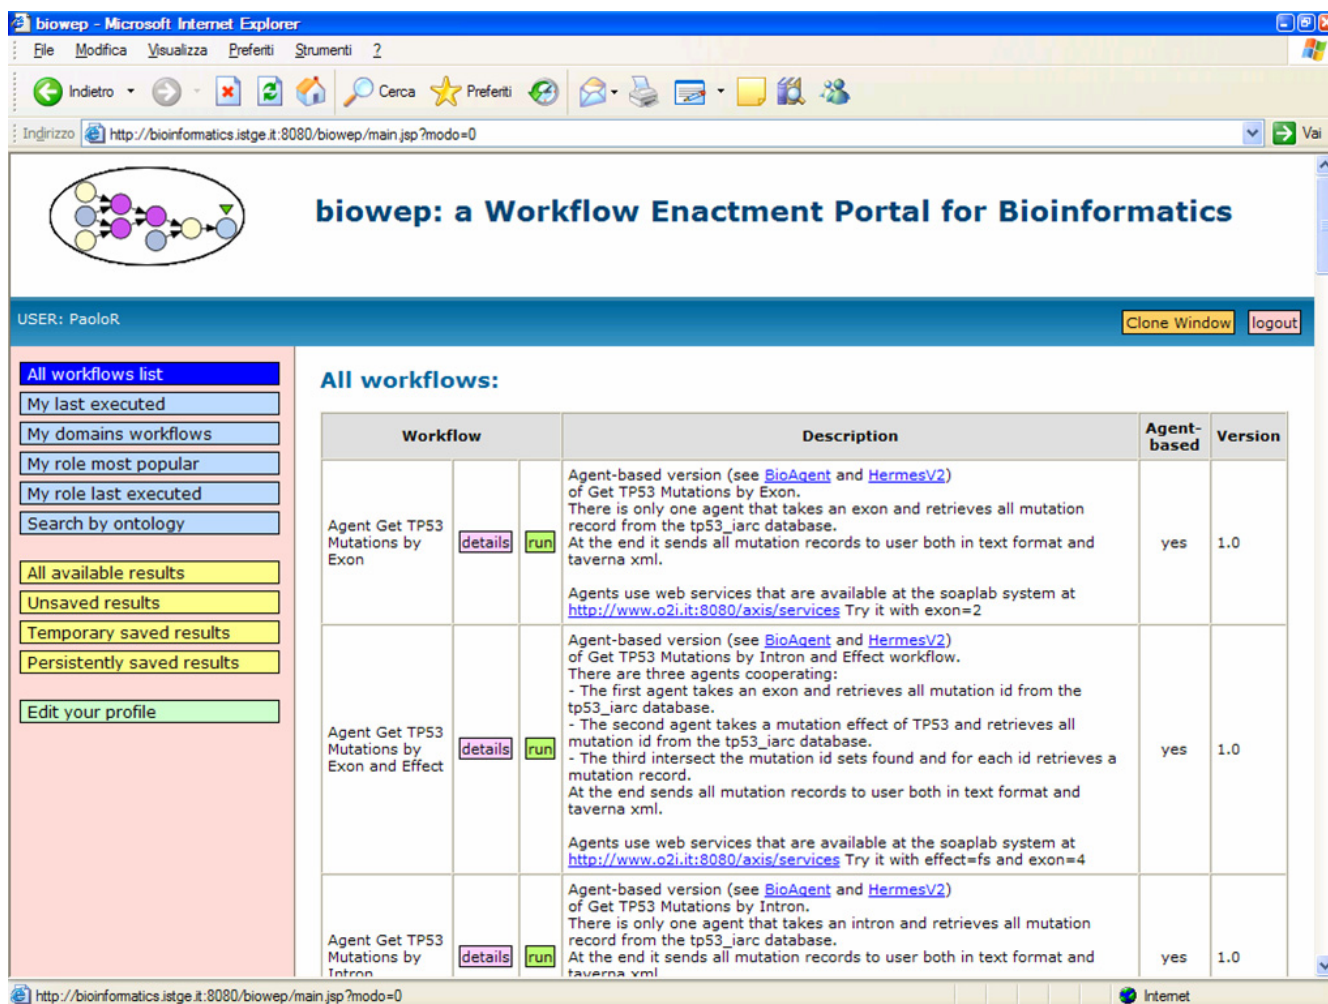 biowep - Microsoft Internet Explorer
File Modifica Visualizza Preferiti Strumenti ?
Indietro Cerca Preferiti
Indirizzo http://bioinformatics.istge.it:8080/biowep/main.jsp?modo=0 Vai
biowep: a Workflow Enactment Portal for Bioinformatics
USER: PaoloR Clone Window logout
All workflows list
My last executed
My domains workflows
My role most popular
My role last executed
Search by ontology
All available results
Unsaved results
Temporary saved results
Persistently saved results
Edit your profile
All workflows:
Workflow Description Agent-based Version
Agent Get TP53
Mutations by
Exon
details run
Agent-based version (see BioAgent and HermesV2)
of Get TP53 Mutations by Exon.
There is only one agent that takes an exon and retrieves all mutation
record from the tp53_iarc database.
At the end it sends all mutation records to user both in text format and
taverna xml.
Agents use web services that are available at the soaplab system at
http://www.o2i.it:8080/axis/services Try it with exon=2
yes 1.0
Agent Get TP53
Mutations by
Exon and Effect
details run
Agent-based version (see BioAgent and HermesV2)
of Get TP53 Mutations by Intron and Effect workflow.
There are three agents cooperating:
- The first agent takes an exon and retrieves all mutation id from the
tp53_iarc database.
- The second agent takes a mutation effect of TP53 and retrieves all
mutation id from the tp53_iarc database.
- The third intersect the mutation id sets found and for each id retrieves a
mutation record.
At the end sends all mutation records to user both in text format and
taverna xml.
Agents use web services that are available at the soaplab system at
http://www.o2i.it:8080/axis/services Try it with effect=fs and exon=4
yes 1.0
Agent Get TP53
Mutations by
Intron
details run
Agent-based version (see BioAgent and HermesV2)
of Get TP53 Mutations by Intron.
There is only one agent that takes an intron and retrieves all mutation
record from the tp53_iarc database.
At the end it sends all mutation records to user both in text format and
taverna xml
yes 1.0
http://bioinformatics.istge.it:8080/biowep/main.jsp?modo=0 Internet